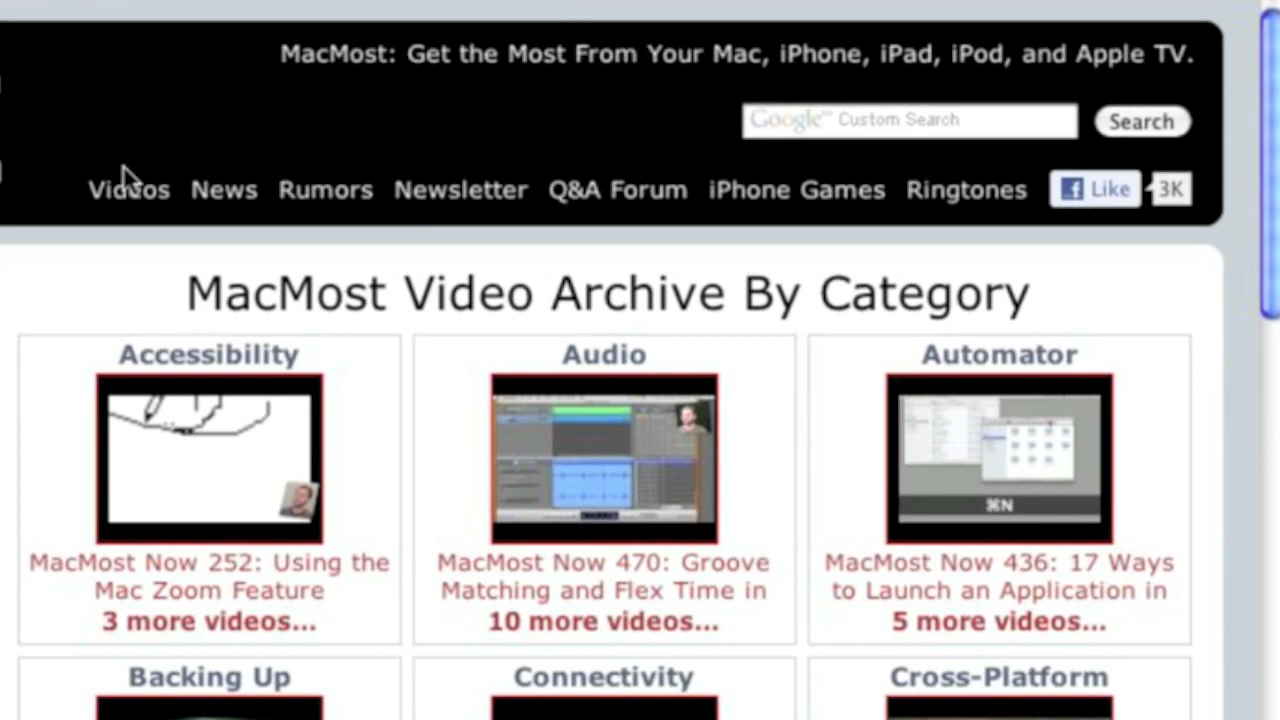 MacMost: Get the Most From Your Mac, iPhone, iPad, iPod, and Apple TV.
Google™ Custom Search
Search
Videos News Rumors Newsletter Q&A Forum iPhone Games Ringtones Like 3K
MacMost Video Archive By Category
Accessibility
MacMost Now 252: Using the
Mac Zoom Feature
3 more videos...
Audio
MacMost Now 470: Groove
Matching and Flex Time in
10 more videos...
Automator
⌘N
MacMost Now 436: 17 Ways
to Launch an Application in
5 more videos...
Backing Up
Connectivity
Cross-Platform